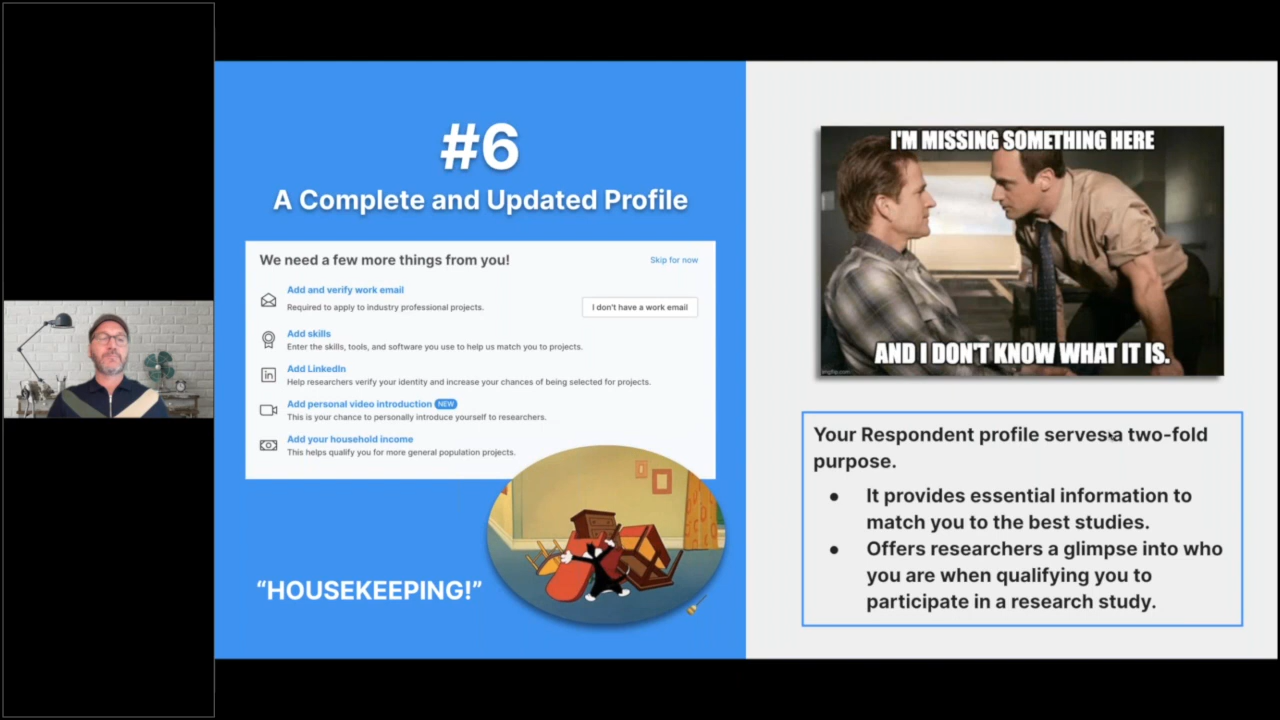 #6
A Complete and Updated Profile
We need a few more things from you!
Skip for now
Add and verify work email
Required to apply to industry professional projects.
I don't have a work email
Add skills
Enter the skills, tools, and software you use to help us match you to projects.
Add LinkedIn
Help researchers verify your identity and increase your chances of being selected for projects.
Add personal video introduction NEW
This is your chance to personally introduce yourself to researchers.
Add your household income
This helps qualify you for more general population projects.
“HOUSEKEEPING!”
I'M MISSING SOMETHING HERE
AND I DON'T KNOW WHAT IT IS.
imgflip.com
Your Respondent profile serves a two-fold
purpose.
● It provides essential information to
match you to the best studies.
● Offers researchers a glimpse into who
you are when qualifying you to
participate in a research study.